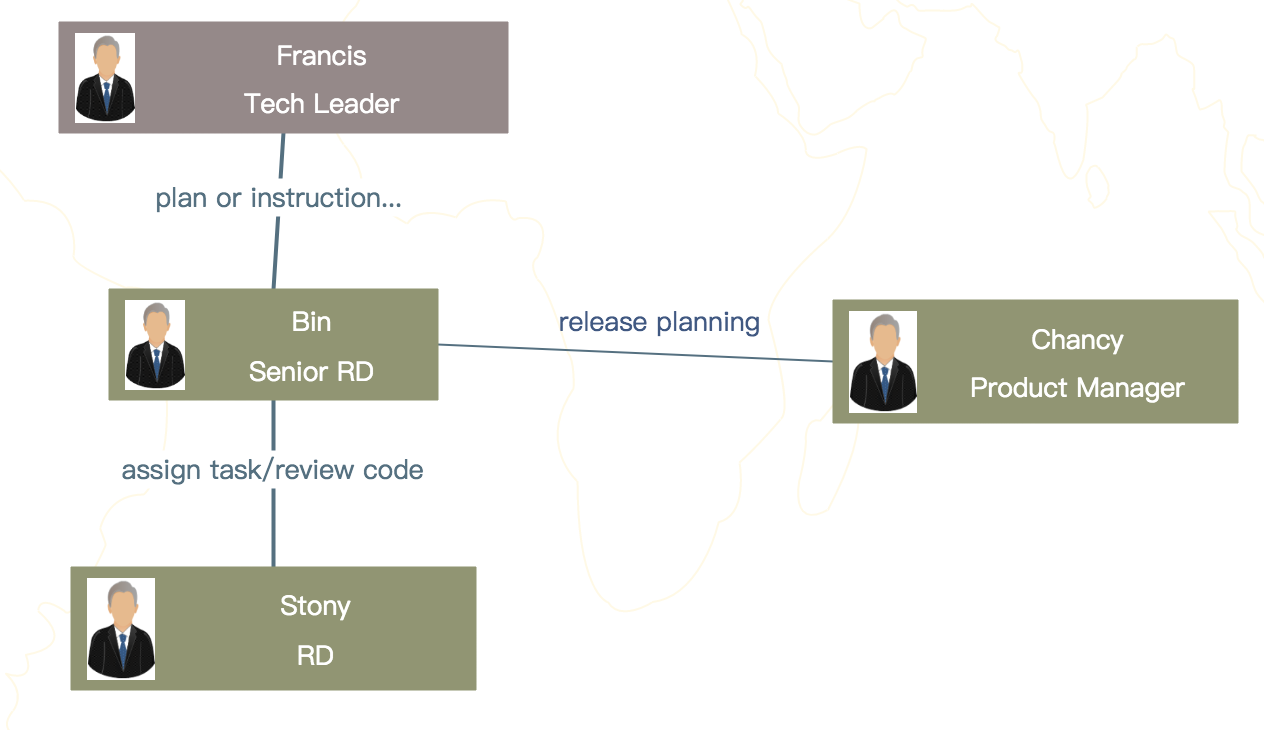 Francis
Tech Leader
plan or instruction...
Bin
Senior RD
release planning
Chancy
Product Manager
assign task/review code
Stony
RD